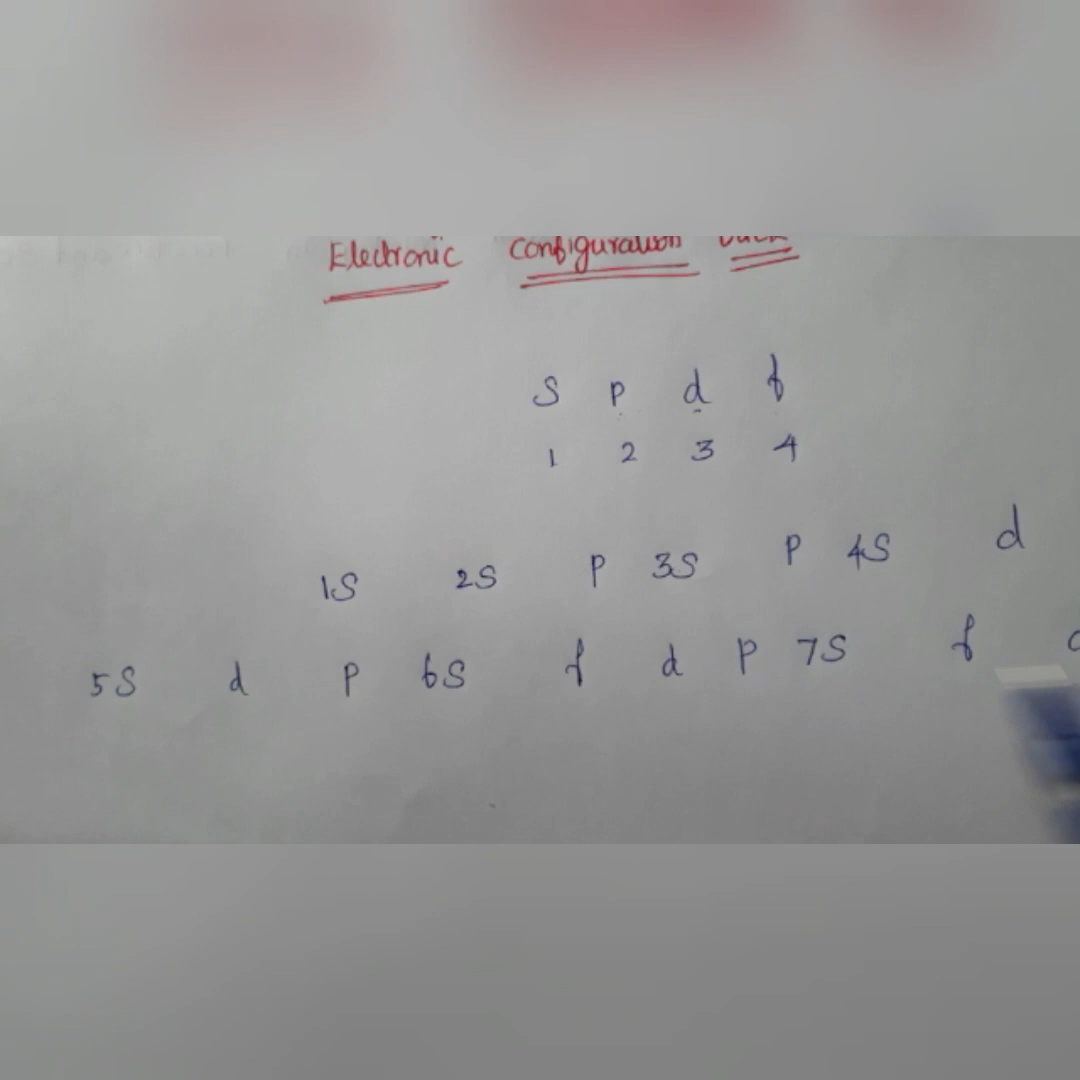 Electronic Configuration
S p d f
1 2 3 4
1S 2S p 3S p 4S d
5S d p 6S f d p 7S f